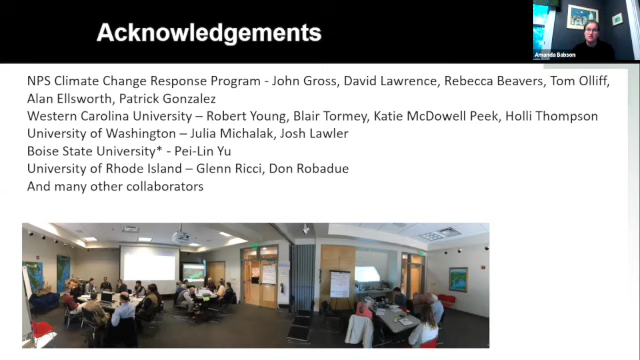 Acknowledgements
Amanda Babson
NPS Climate Change Response Program - John Gross, David Lawrence, Rebecca Beavers, Tom Olliff,
Alan Ellsworth, Patrick Gonzalez
Western Carolina University – Robert Young, Blair Tormey, Katie McDowell Peek, Holli Thompson
University of Washington – Julia Michalak, Josh Lawler
Boise State University* - Pei-Lin Yu
University of Rhode Island – Glenn Ricci, Don Robadue
And many other collaborators